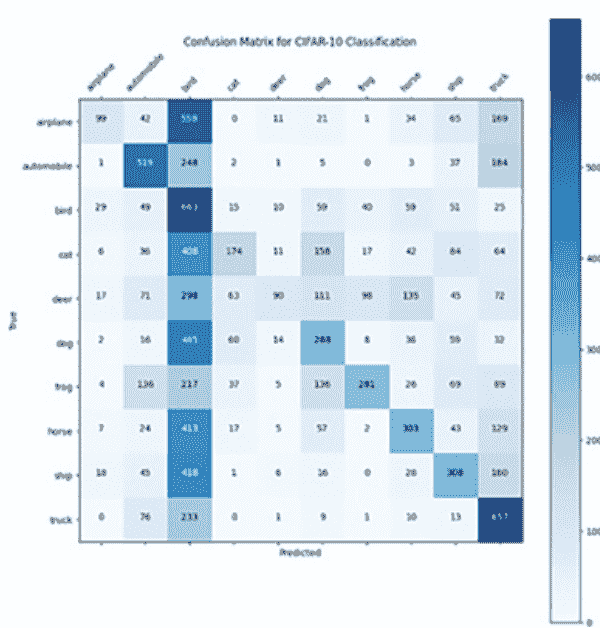 Confusion Matrix for CIFAR-10 Classification
airplane automobile bird cat deer dog frog horse ship truck
airplane 99 42 558 0 11 21 1 34 65 169
automobile 1 519 248 2 1 5 0 3 37 184
bird 29 49 663 15 10 59 40 59 51 25
cat 6 36 408 174 11 158 17 42 84 64
deer 17 71 298 63 90 111 98 135 45 72
dog 2 16 485 60 14 288 8 36 59 32
frog 4 136 217 37 5 136 281 26 69 89
horse 7 24 413 17 5 57 2 303 43 129
ship 18 45 418 1 6 16 0 28 308 160
truck 0 76 233 0 1 9 1 10 13 657
True
Predicted
600
400
300
200
100
0